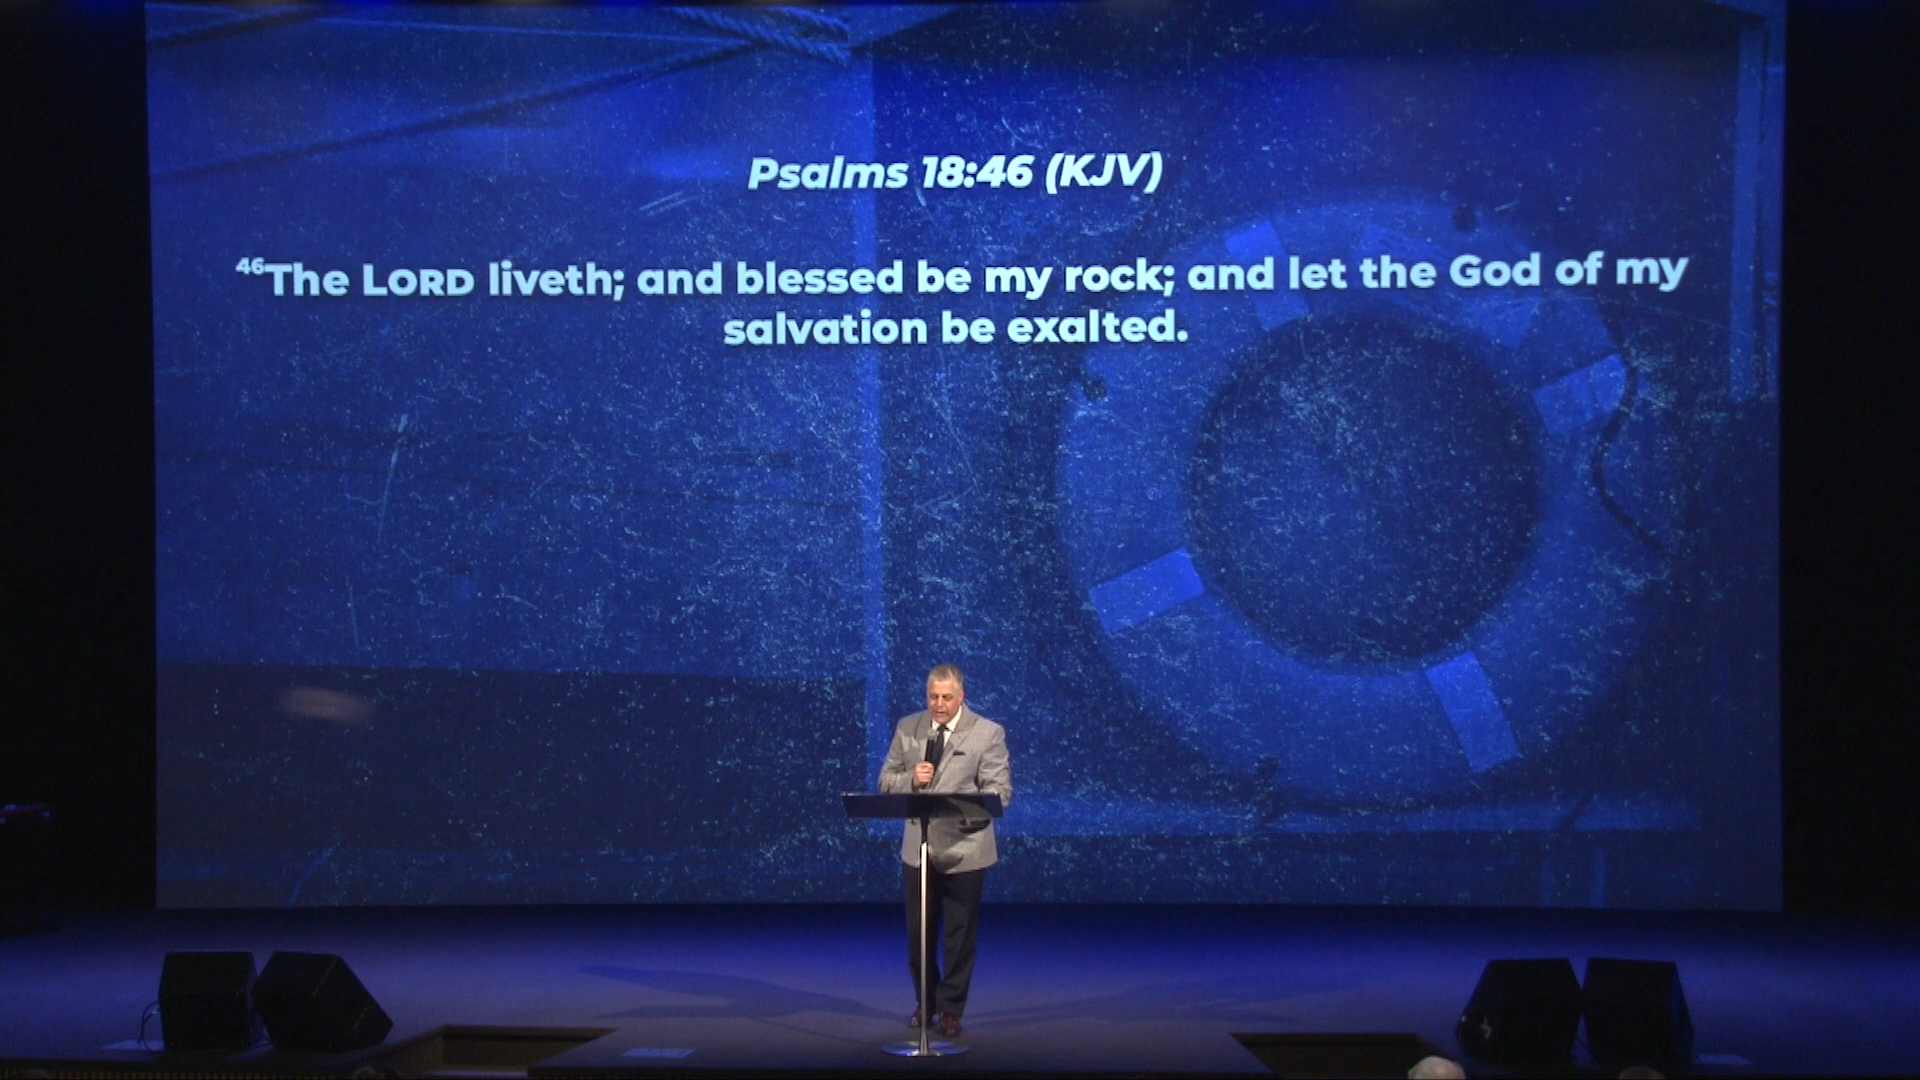 Psalms 18:46 (KJV)
46The LORD liveth; and blessed be my rock; and let the God of my
salvation be exalted.